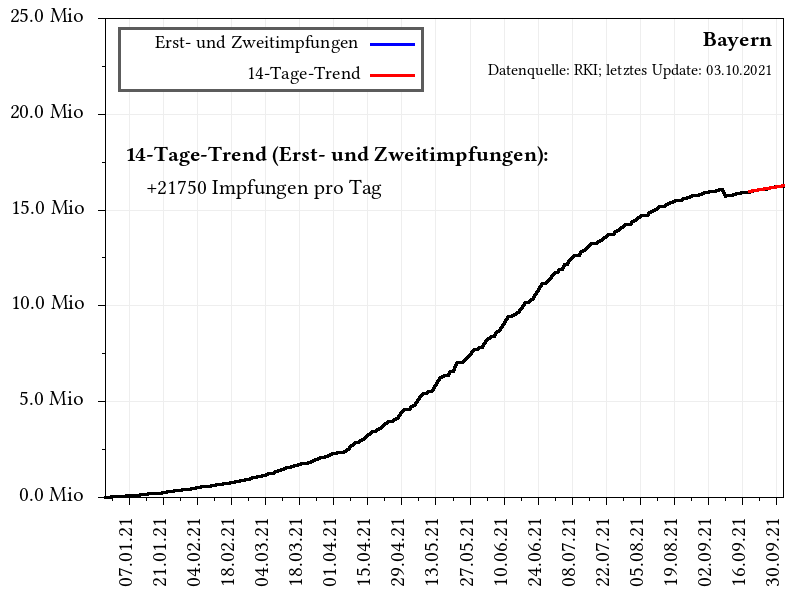 25.0 Mio
20.0 Mio
15.0 Mio
10.0 Mio
5.0 Mio
0.0 Mio
Erst- und Zweitimpfungen
14-Tage-Trend
Bayern
Datenquelle: RKI; letztes Update: 03.10.2021
14-Tage-Trend (Erst- und Zweitimpfungen):
+21750 Impfungen pro Tag
07.01.21
21.01.21
04.02.21
18.02.21
04.03.21
18.03.21
01.04.21
15.04.21
29.04.21
13.05.21
27.05.21
10.06.21
24.06.21
08.07.21
22.07.21
05.08.21
19.08.21
02.09.21
16.09.21
30.09.21